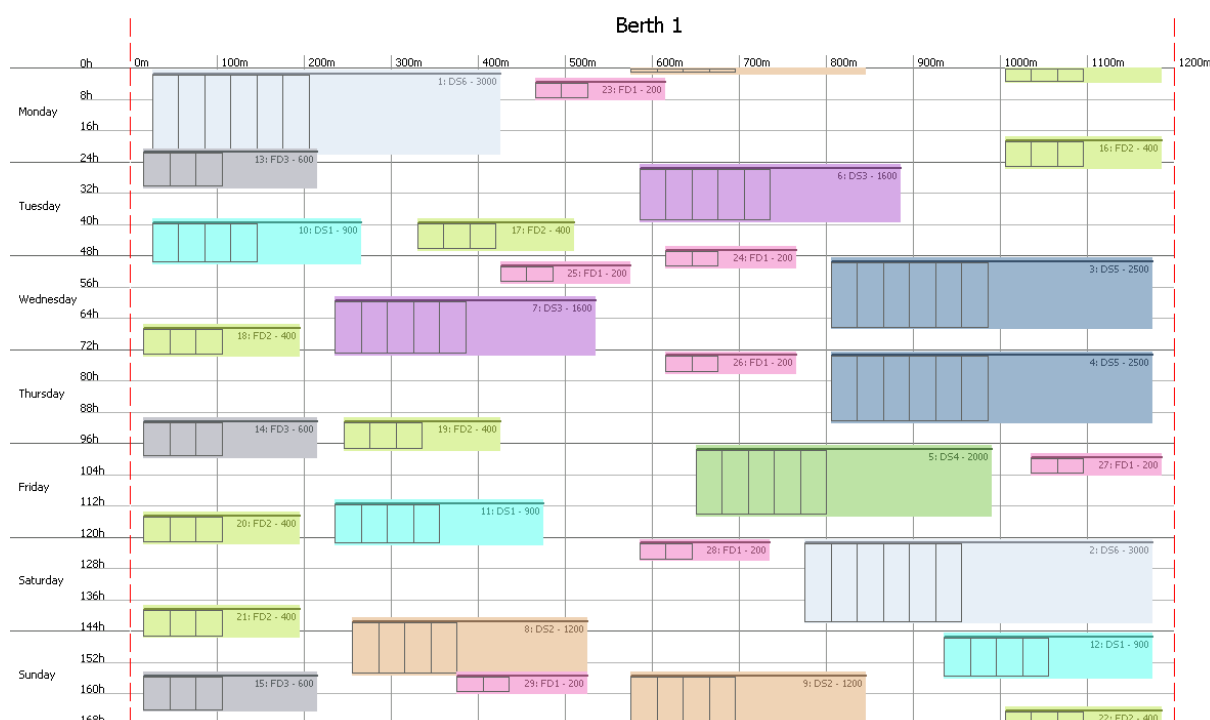 Berth 1
0h 0m 100m 200m 300m 400m 500m 600m 700m 800m 900m 1000m 1100m 1200m
1: DS6 - 3000
23: FD1 - 200
8h
Monday
16h
16: FD2 - 400
24h
13: FD3 - 600
6: DS3 - 1600
32h
Tuesday
40h
10: DS1 - 900
17: FD2 - 400
48h
24: FD1 - 200
25: FD1 - 200
3: DS5 - 2500
56h
Wednesday
7: DS3 - 1600
64h
18: FD2 - 400
72h
26: FD1 - 200
4: DS5 - 2500
80h
Thursday
88h
14: FD3 - 600
19: FD2 - 400
96h
5: DS4 - 2000
27: FD1 - 200
104h
Friday
112h
11: DS1 - 900
20: FD2 - 400
120h
28: FD1 - 200
2: DS6 - 3000
128h
Saturday
136h
21: FD2 - 400
144h
8: DS2 - 1200
12: DS1 - 900
152h
Sunday
15: FD3 - 600
29: FD1 - 200
9: DS2 - 1200
160h
168h
22: FD2 - 400